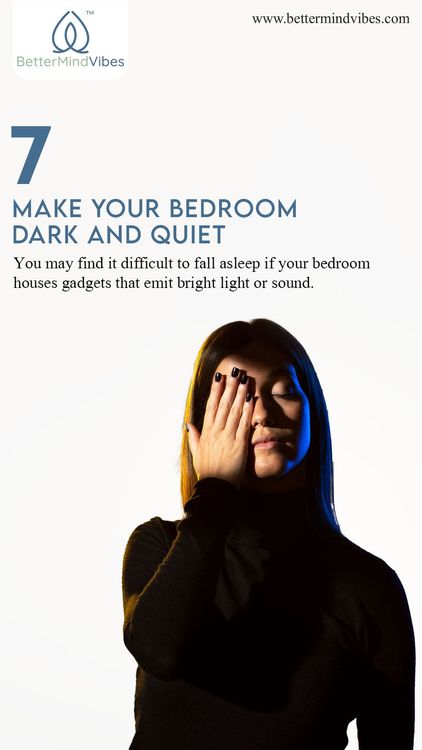 www.bettermindvibes.com
TM
BetterMindVibes
7
MAKE YOUR BEDROOM
DARK AND QUIET
You may find it difficult to fall asleep if your bedroom
houses gadgets that emit bright light or sound.